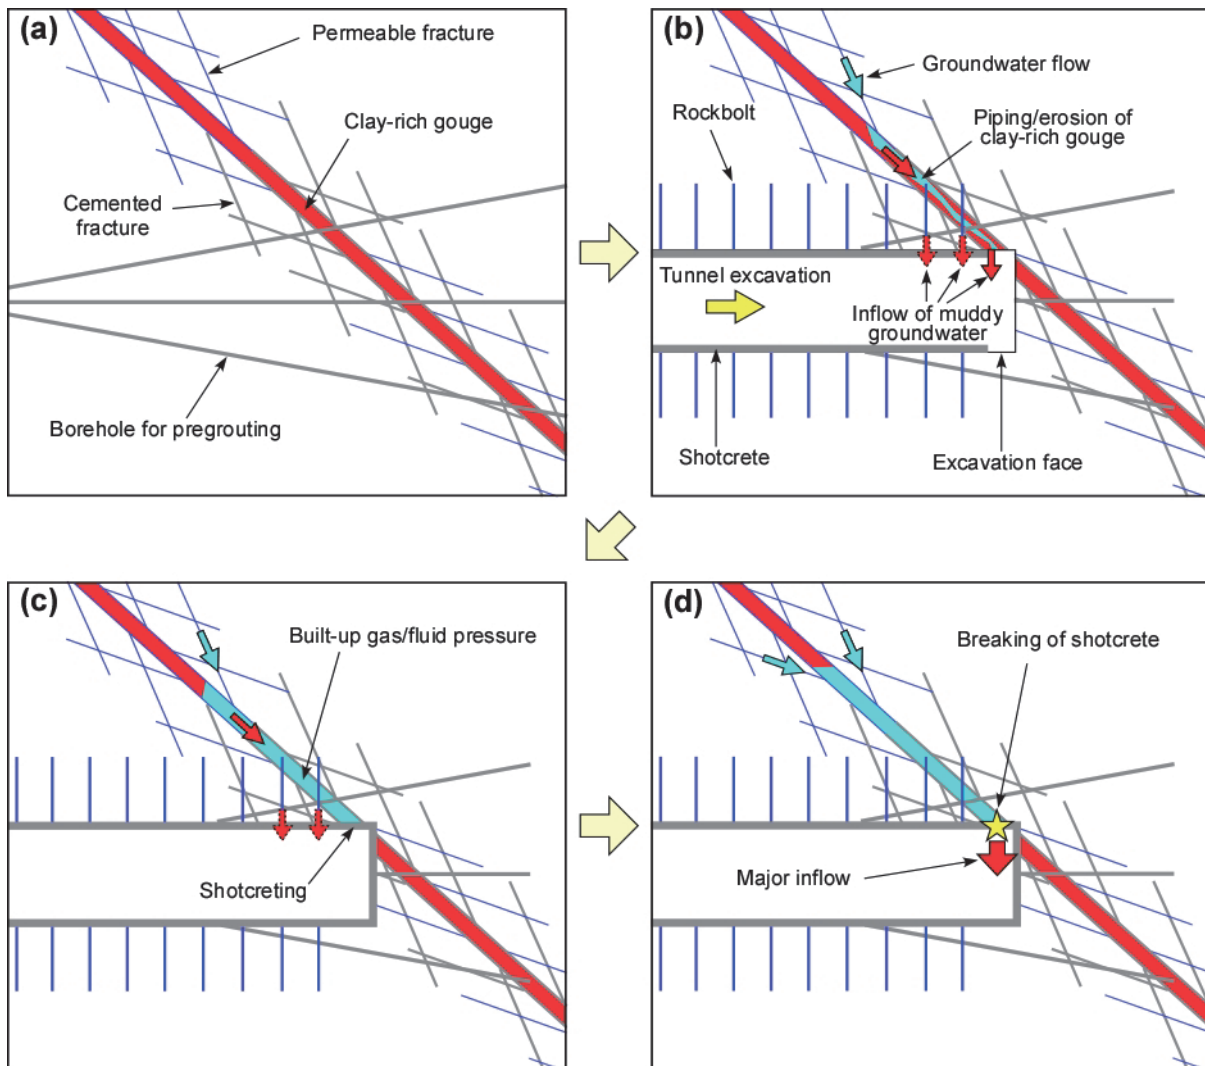 (a)
Permeable fracture
Clay-rich gouge
Cemented
fracture
Borehole for pregrouting
(b)
Groundwater flow
Rockbolt
Piping/erosion of
clay-rich gouge
Tunnel excavation
Inflow of muddy
groundwater
Shotcrete
Excavation face
(c)
Built-up gas/fluid pressure
Shotcreting
(d)
Breaking of shotcrete
Major inflow